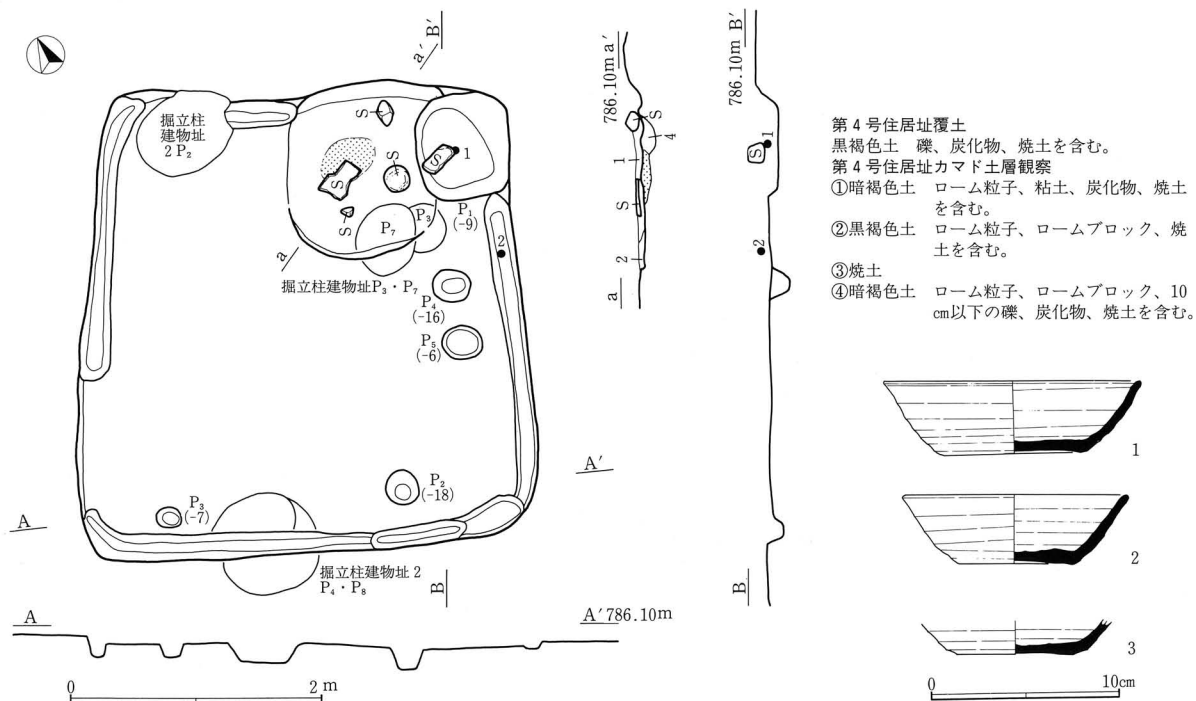 掘立柱
建物址
2 P₂
S
S
S
S
S
1
P₇
P₃
P₁
(-9)
2
掘立柱建物址P₃・P₇
P₄
(-16)
P₅
(-6)
P₂
(-18)
P₃
(-7)
掘立柱建物址 2
P₄・P₈
a
a′
B
B′
A
A′
A
A′ 786.10m
0
2 m
786.10m a′
S
4
1
S
2
a
786.10m B′
S
1
2
B
第4号住居址覆土
黒褐色土 礫、炭化物、焼土を含む。
第4号住居址カマド土層観察
①暗褐色土 ローム粒子、粘土、炭化物、焼土
を含む。
②黒褐色土 ローム粒子、ロームブロック、焼
土を含む。
③焼土
④暗褐色土 ローム粒子、ロームブロック、10
cm以下の礫、炭化物、焼土を含む。
1
2
3
0
10cm